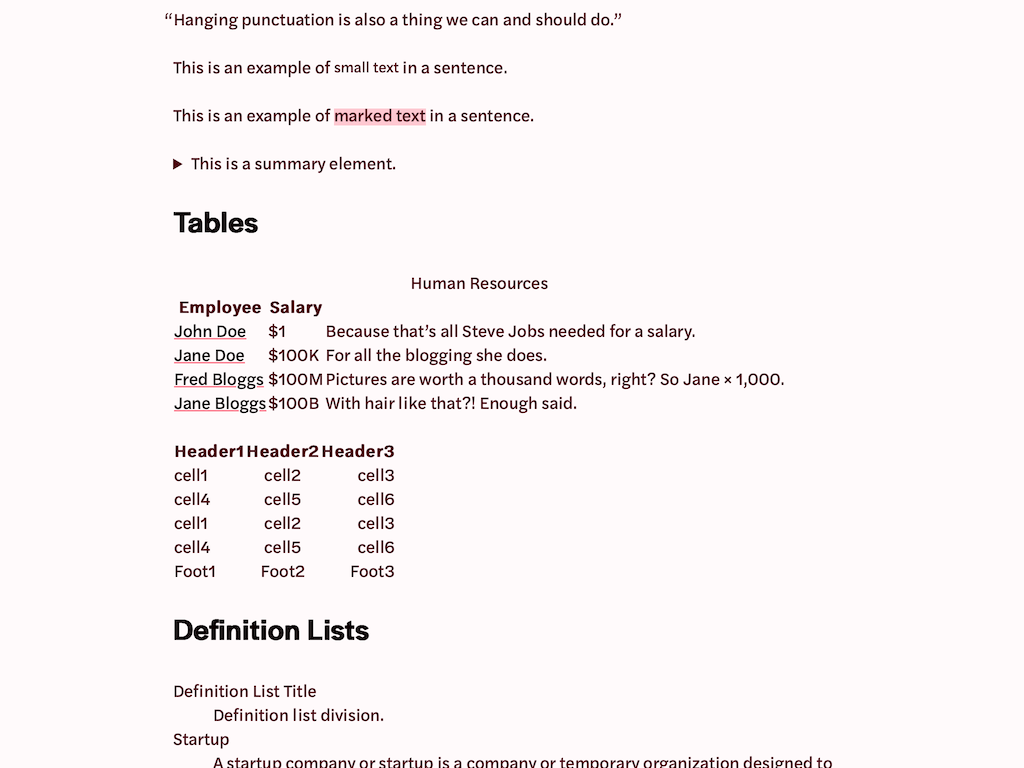 “Hanging punctuation is also a thing we can and should do.”
This is an example of small text in a sentence.
This is an example of marked text in a sentence.
This is a summary element.
Tables
Human Resources
Employee Salary
John Doe $1 Because that’s all Steve Jobs needed for a salary.
Jane Doe $100K For all the blogging she does.
Fred Bloggs $100M Pictures are worth a thousand words, right? So Jane × 1,000.
Jane Bloggs $100B With hair like that?! Enough said.
Header1 Header2 Header3
cell1 cell2 cell3
cell4 cell5 cell6
cell1 cell2 cell3
cell4 cell5 cell6
Foot1 Foot2 Foot3
Definition Lists
Definition List Title
Definition list division.
Startup
A startup company or startup is a company or temporary organization designed to